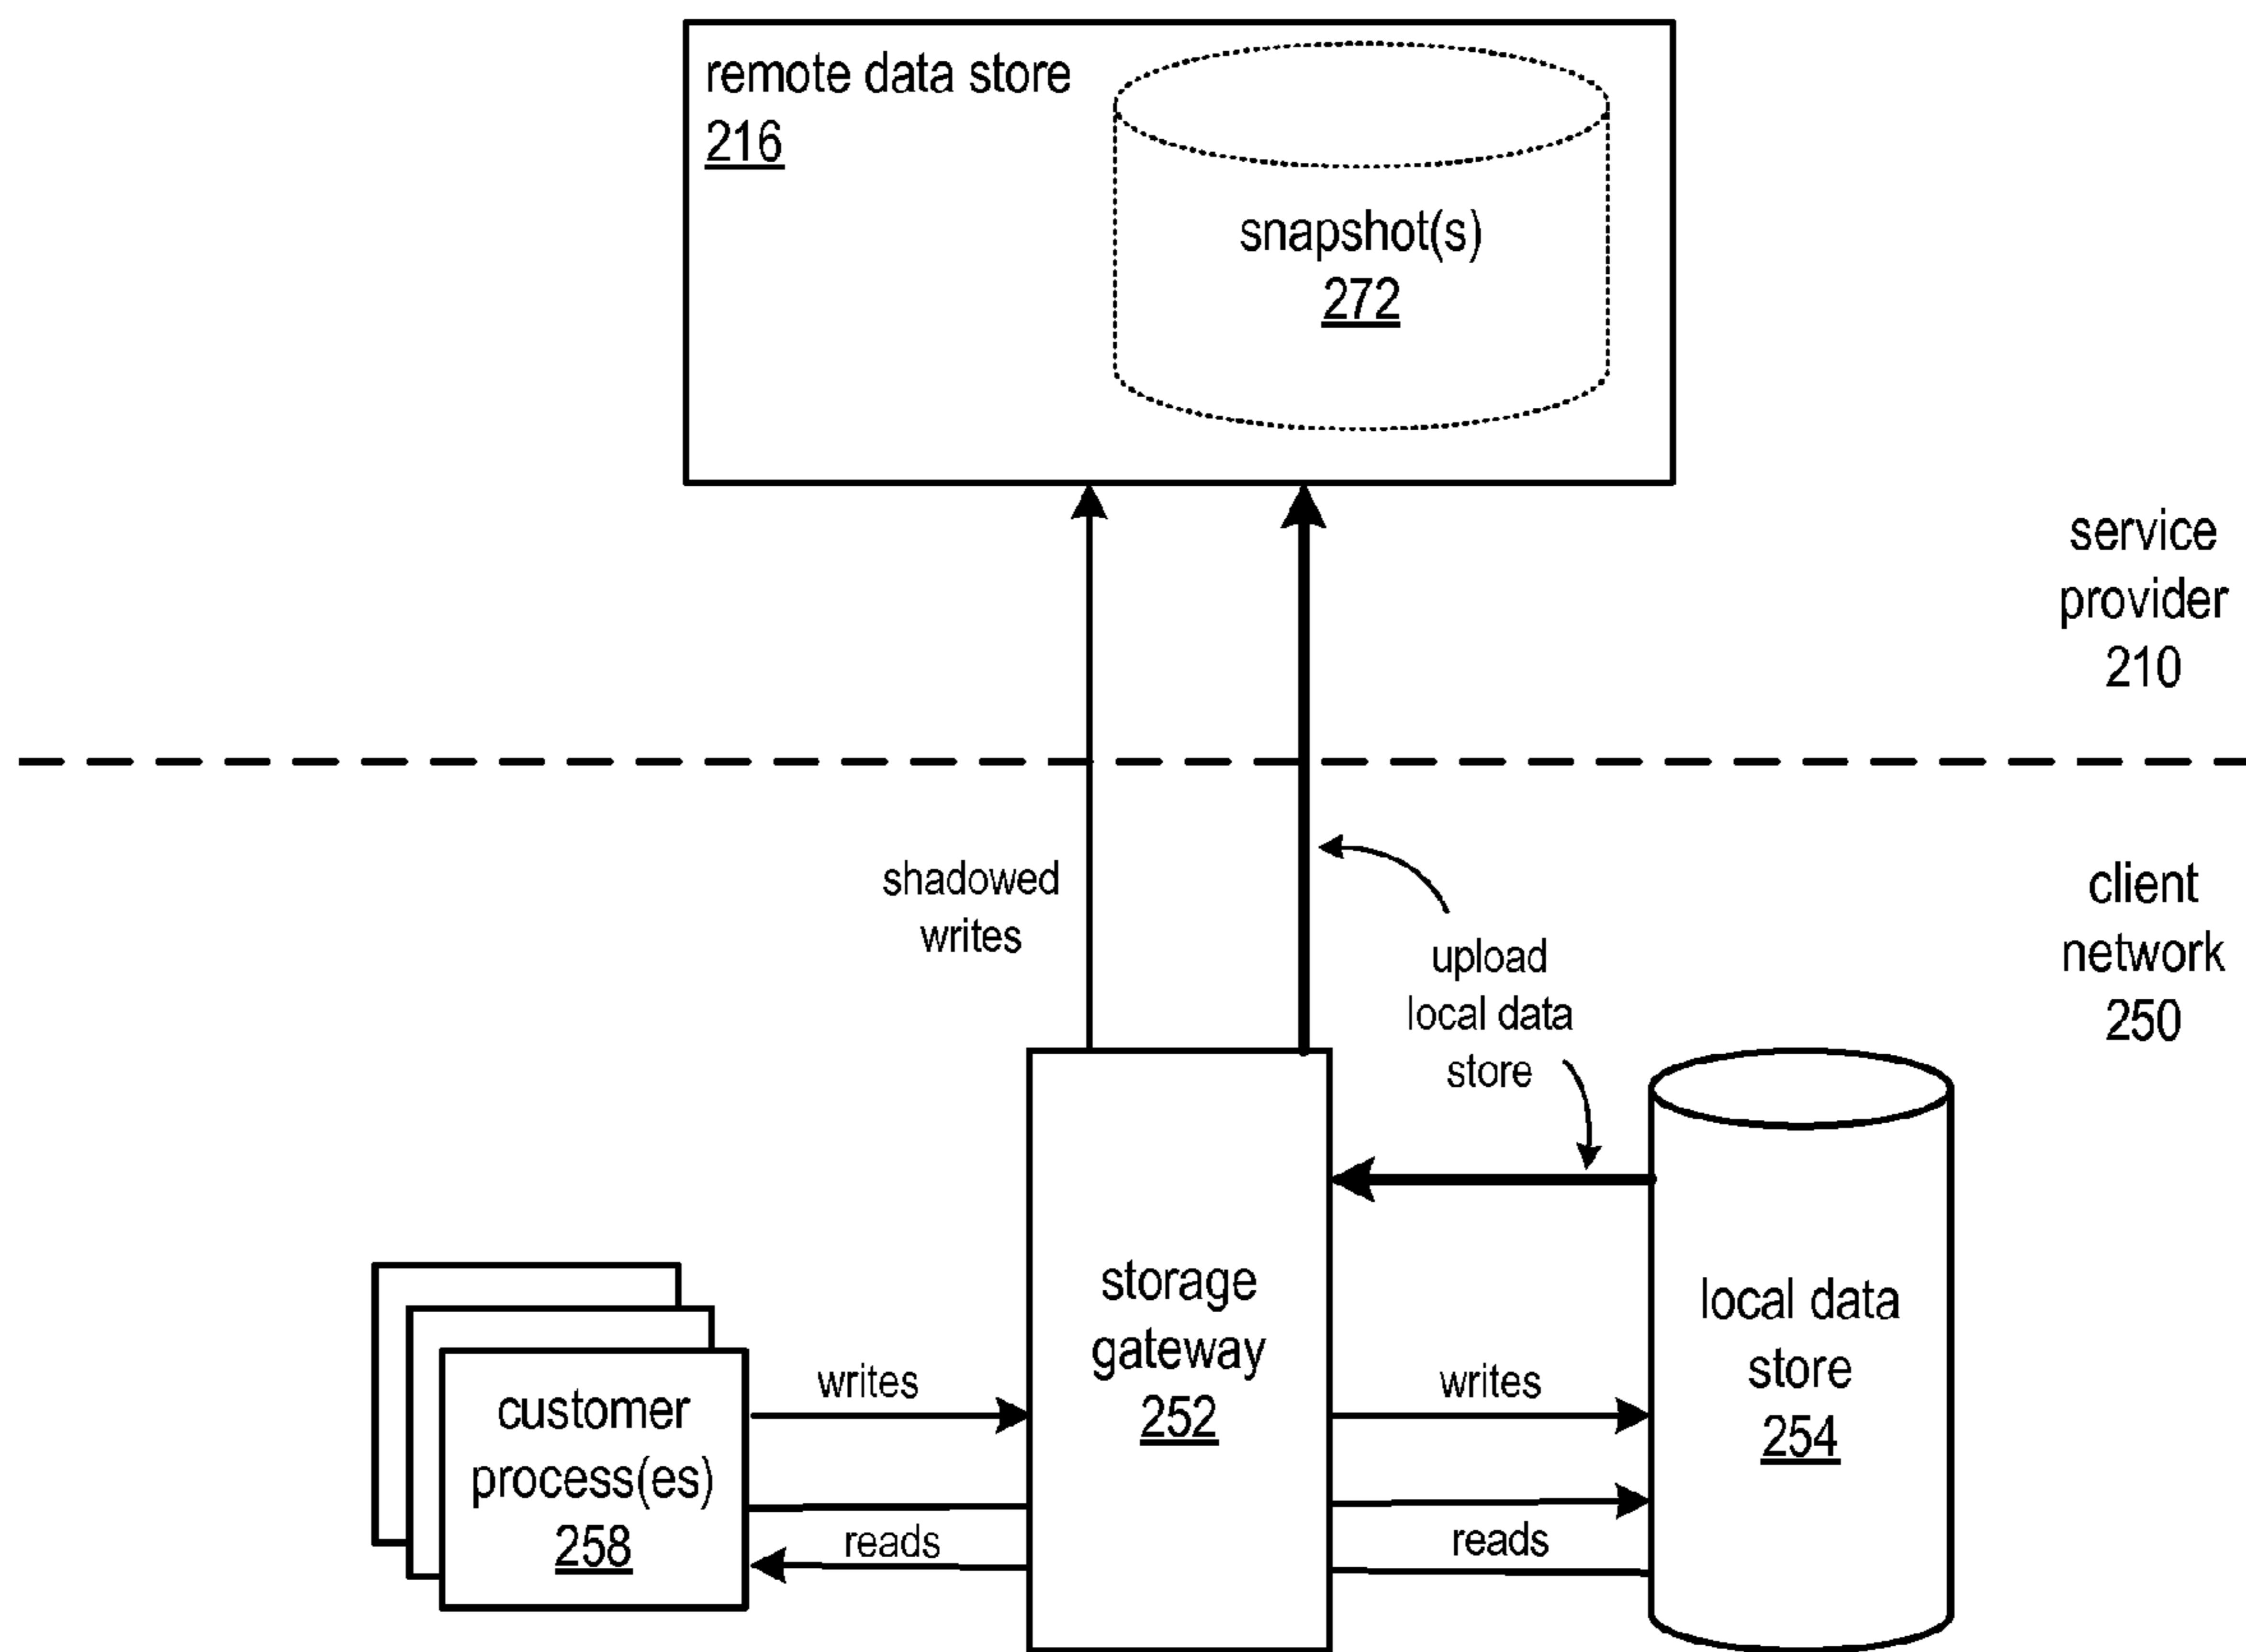 remote data store
216
snapshot(s)
272
service
provider
210
shadowed
writes
client
network
250
upload
local data
store
storage
gateway
252
local data
store
254
customer
process(es)
258
writes
reads
writes
reads